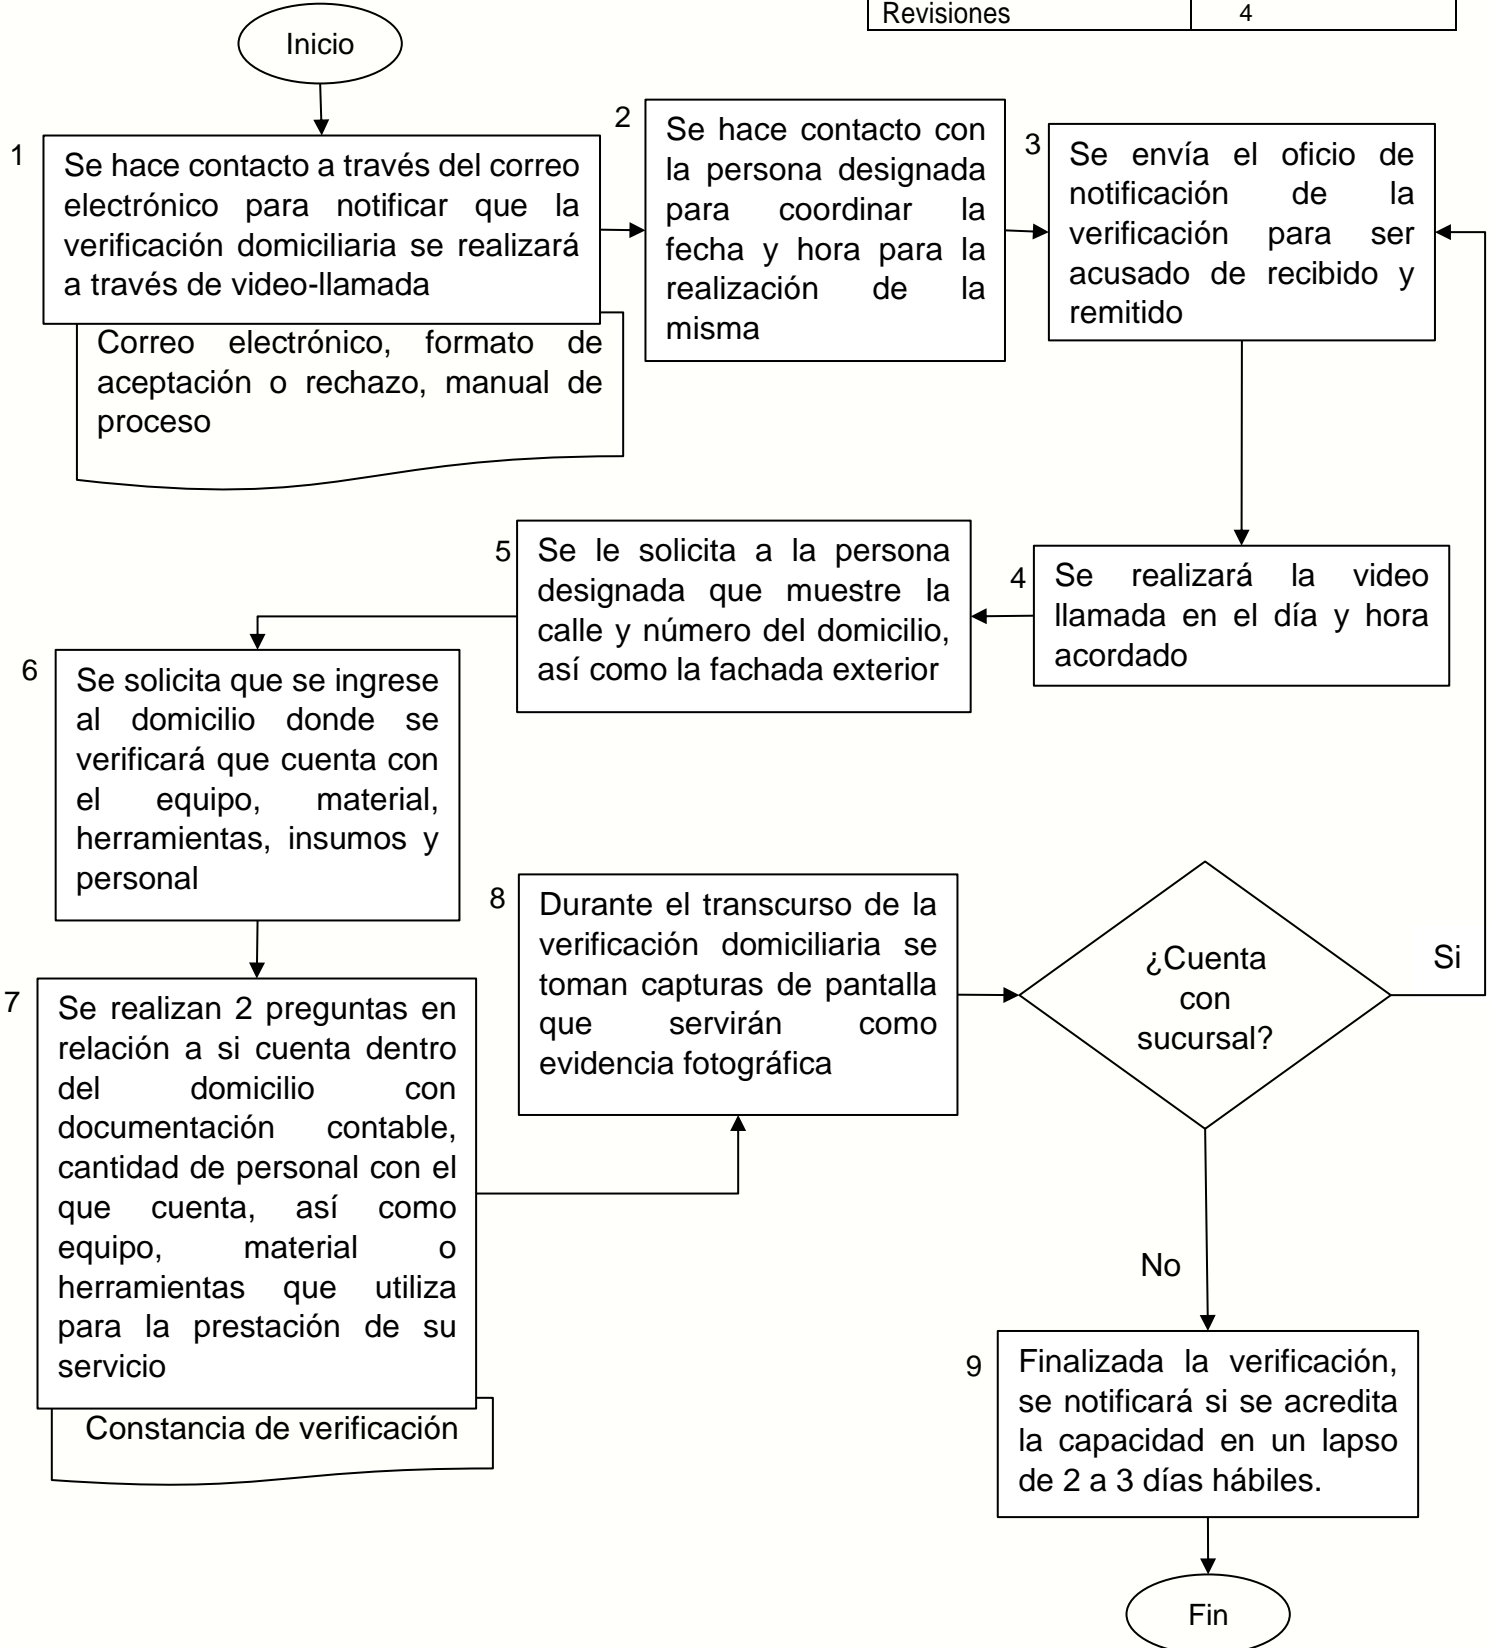 Revisiones 4
Inicio
1
Se hace contacto a través del correo
electrónico para notificar que la
verificación domiciliaria se realizará
a través de video-llamada
Correo electrónico, formato de
aceptación o rechazo, manual de
proceso
2
Se hace contacto con
la persona designada
para coordinar la
fecha y hora para la
realización de la
misma
3
Se envía el oficio de
notificación de la
verificación para ser
acusado de recibido y
remitido
4
Se realizará la video
llamada en el día y hora
acordado
5
Se le solicita a la persona
designada que muestre la
calle y número del domicilio,
así como la fachada exterior
6
Se solicita que se ingrese
al domicilio donde se
verificará que cuenta con
el equipo, material,
herramientas, insumos y
personal
7
Se realizan 2 preguntas en
relación a si cuenta dentro
del domicilio con
documentación contable,
cantidad de personal con el
que cuenta, así como
equipo, material o
herramientas que utiliza
para la prestación de su
servicio
Constancia de verificación
8
Durante el transcurso de la
verificación domiciliaria se
toman capturas de pantalla
que servirán como
evidencia fotográfica
¿Cuenta
con
sucursal?
Si
No
9
Finalizada la verificación,
se notificará si se acredita
la capacidad en un lapso
de 2 a 3 días hábiles.
Fin